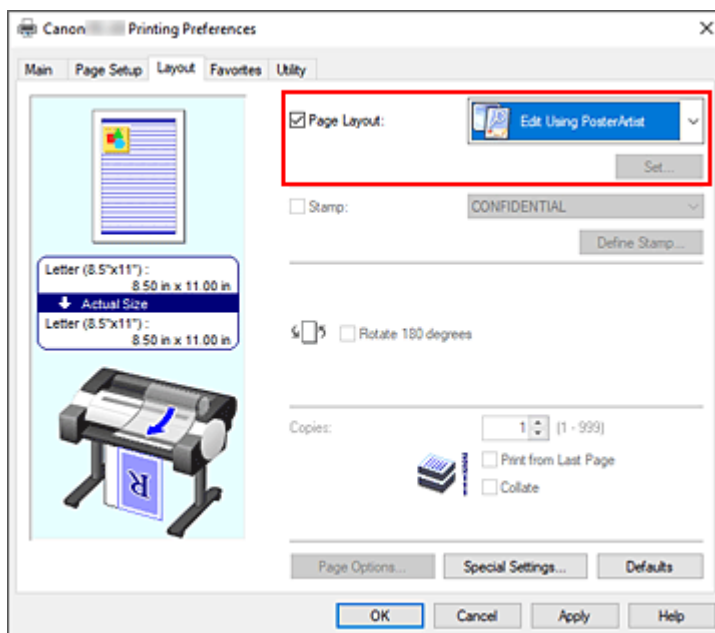 Canon Printing Preferences
Main Page Setup Layout Favorites Utility
Page Layout:
Edit Using PosterArtist
Set...
Stamp:
CONFIDENTIAL
Define Stamp...
Letter (8.5"x11") :
8.50 in x 11.00 in
Actual Size
Letter (8.5"x11") :
8.50 in x 11.00 in
Rotate 180 degrees
Copies:
1 (1 - 999)
Print from Last Page
Collate
R
Page Options... Special Settings... Defaults
OK Cancel Apply Help